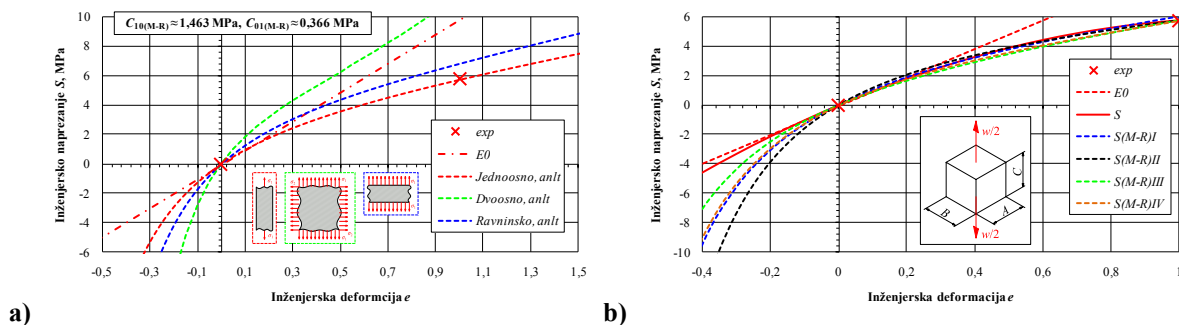 C10(M-R)≈1,463 MPa, C01(M-R)≈0,366 MPa
Inženjersko naprezanje S, MPa
10
8
6
4
2
0
-2
-4
-6
-0,5 -0,3 -0,1 0,1 0,3 0,5 0,7 0,9 1,1 1,3 1,5
Inženjerska deformcija e
exp
E0
Jednoosno, anlt
Dvoosno, anlt
Ravninsko, anlt
a)
Inženjersko naprezanje S, MPa
6
4
2
0
-2
-4
-6
-8
-10
-0,4 -0,2 0 0,2 0,4 0,6 0,8 1
Inženjerska deformacija e
exp
E0
S
S(M-R)I
S(M-R)II
S(M-R)III
S(M-R)IV
w/2
C
B
A
w/2
b)